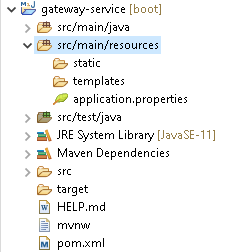 gateway-service [boot]
src/main/java
src/main/resources
static
templates
application.properties
src/test/java
JRE System Library [JavaSE-11]
Maven Dependencies
src
target
HELP.md
mvnw
pom.xml